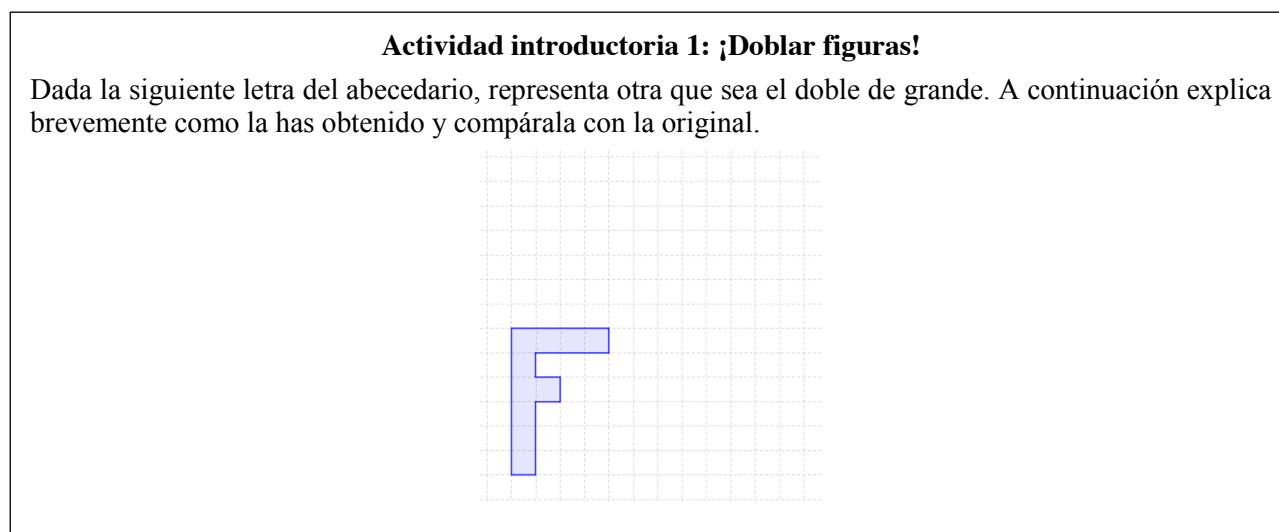 Actividad introductoria 1: ¡Doblar figuras!
Dada la siguiente letra del abecedario, representa otra que sea el doble de grande. A continuación explica
brevemente como la has obtenido y compárala con la original.